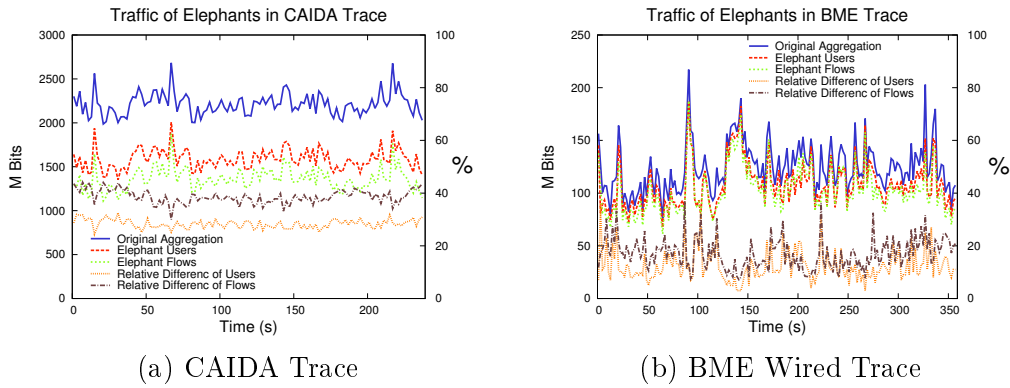 Traffic of Elephants in CAIDA Trace
3000
2500
2000
1500
1000
500
0
M Bits
100
80
60
40
20
0
%
Original Aggregation
Elephant Users
Elephant Flows
Relative Differenc of Users
Relative Differenc of Flows
0 50 100 150 200
Time (s)
(a) CAIDA Trace
Traffic of Elephants in BME Trace
250
200
150
100
50
0
M Bits
100
80
60
40
20
0
%
Original Aggregation
Elephant Users
Elephant Flows
Relative Differenc of Users
Relative Differenc of Flows
0 50 100 150 200 250 300 350
Time (s)
(b) BME Wired Trace